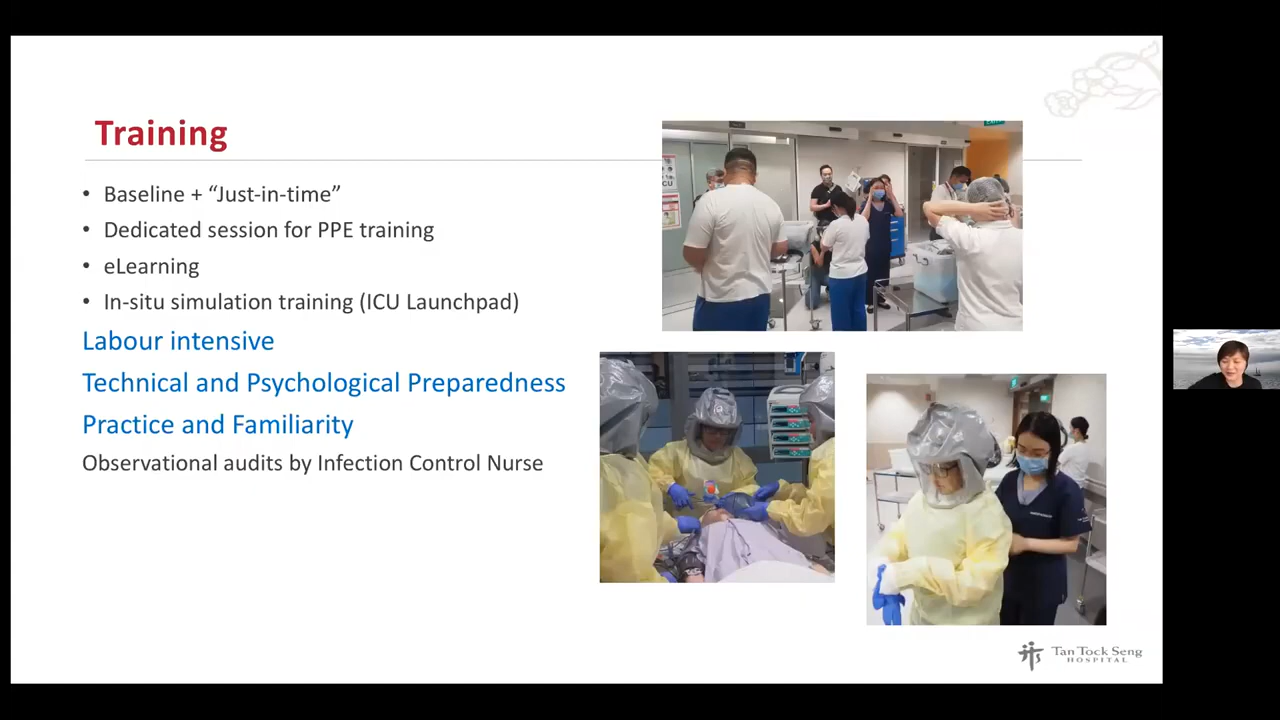 Training
• Baseline + “Just-in-time”
• Dedicated session for PPE training
• eLearning
• In-situ simulation training (ICU Launchpad)
Labour intensive
Technical and Psychological Preparedness
Practice and Familiarity
Observational audits by Infection Control Nurse
Tan Tock Seng
HOSPITAL